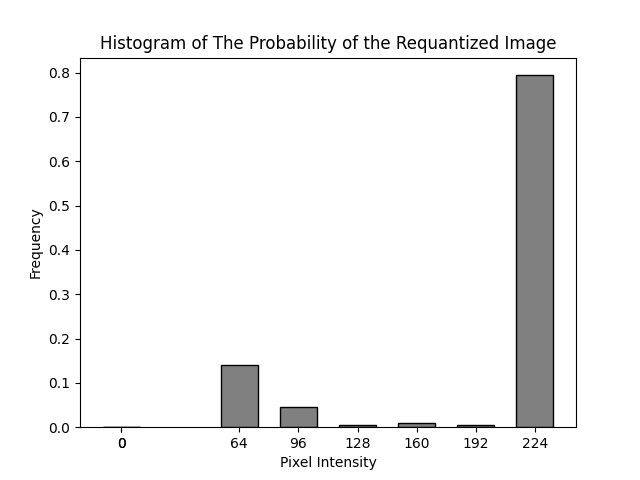 Histogram of The Probability of the Requantized Image
0.8
0.7
0.6
0.5
0.4
0.3
0.2
0.1
0.0
Frequency
0 64 96 128 160 192 224
Pixel Intensity